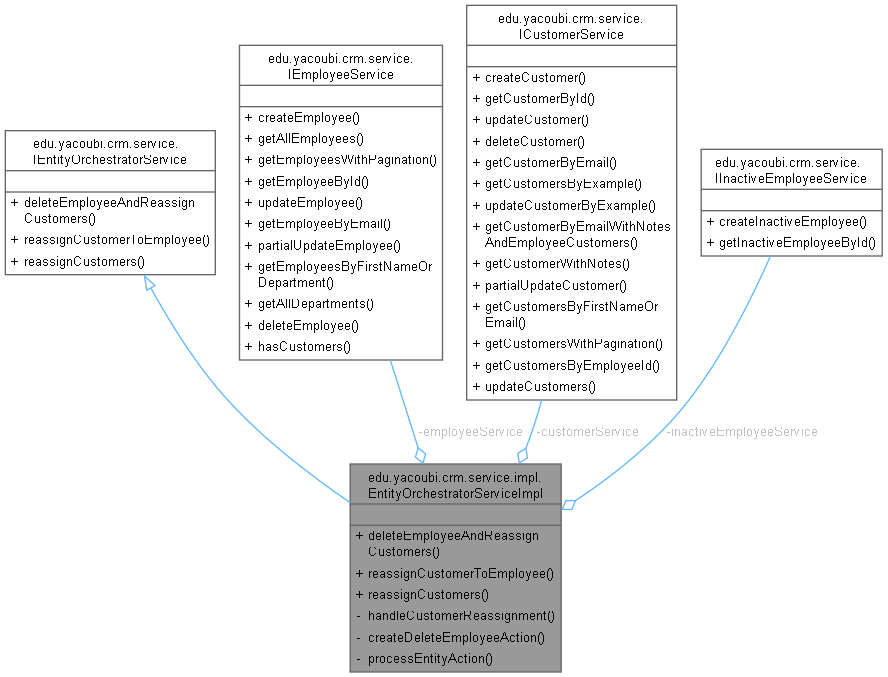 edu.yacoubi.crm.service.
IEntityOrchestratorService
+ deleteEmployeeAndReassign
Customers()
+ reassignCustomerToEmployee()
+ reassignCustomers()
edu.yacoubi.crm.service.
IEmployeeService
+ createEmployee()
+ getAllEmployees()
+ getEmployeesWithPagination()
+ getEmployeeById()
+ updateEmployee()
+ getEmployeeByEmail()
+ partialUpdateEmployee()
+ getEmployeesByFirstNameOr
Department()
+ getAllDepartments()
+ deleteEmployee()
+ hasCustomers()
edu.yacoubi.crm.service.
ICustomerService
+ createCustomer()
+ getCustomerById()
+ updateCustomer()
+ deleteCustomer()
+ getCustomerByEmail()
+ getCustomersByExample()
+ updateCustomerByExample()
+ getCustomerByEmailWithNotes
AndEmployeeCustomers()
+ getCustomerWithNotes()
+ partialUpdateCustomer()
+ getCustomersByFirstNameOr
Email()
+ getCustomersWithPagination()
+ getCustomersByEmployeeId()
+ updateCustomers()
edu.yacoubi.crm.service.
IInactiveEmployeeService
+ createInactiveEmployee()
+ getInactiveEmployeeById()
-employeeService
-customerService
-inactiveEmployeeService
edu.yacoubi.crm.service.impl.
EntityOrchestratorServiceImpl
+ deleteEmployeeAndReassign
Customers()
+ reassignCustomerToEmployee()
+ reassignCustomers()
- handleCustomerReassignment()
- createDeleteEmployeeAction()
- processEntityAction()